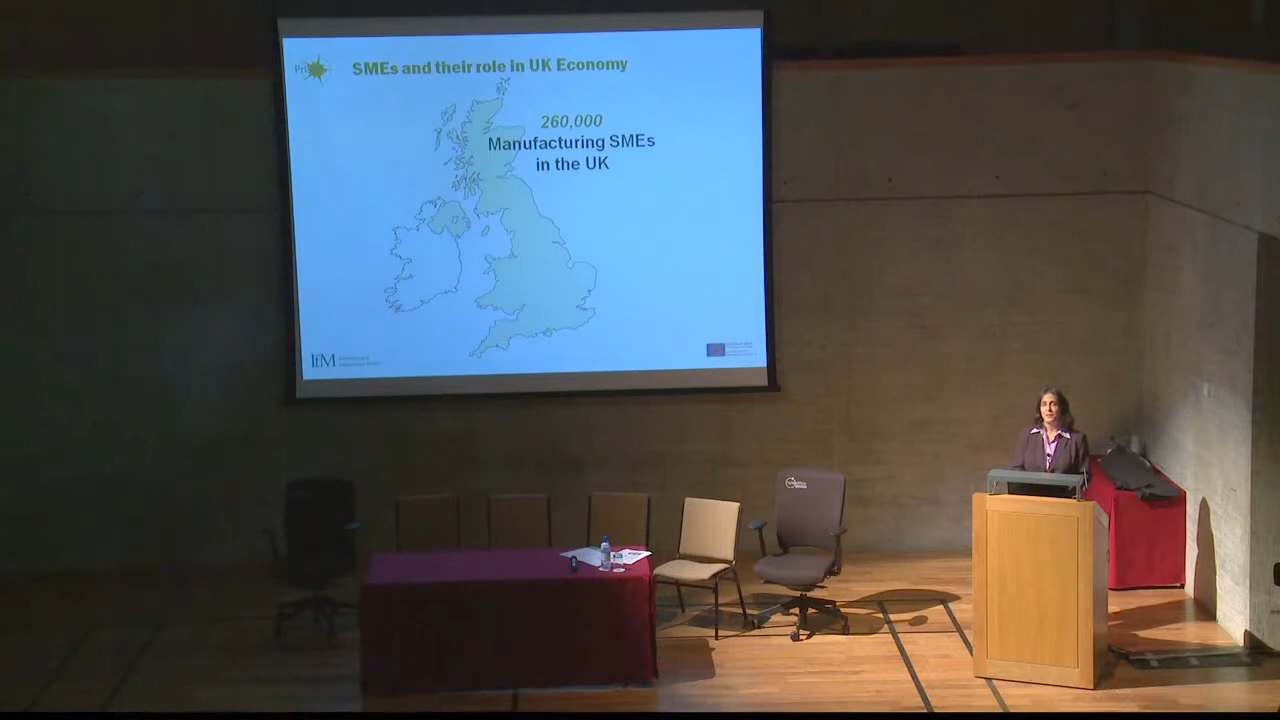 SMEs and their role in UK Economy
260,000
Manufacturing SMEs
in the UK
IfM